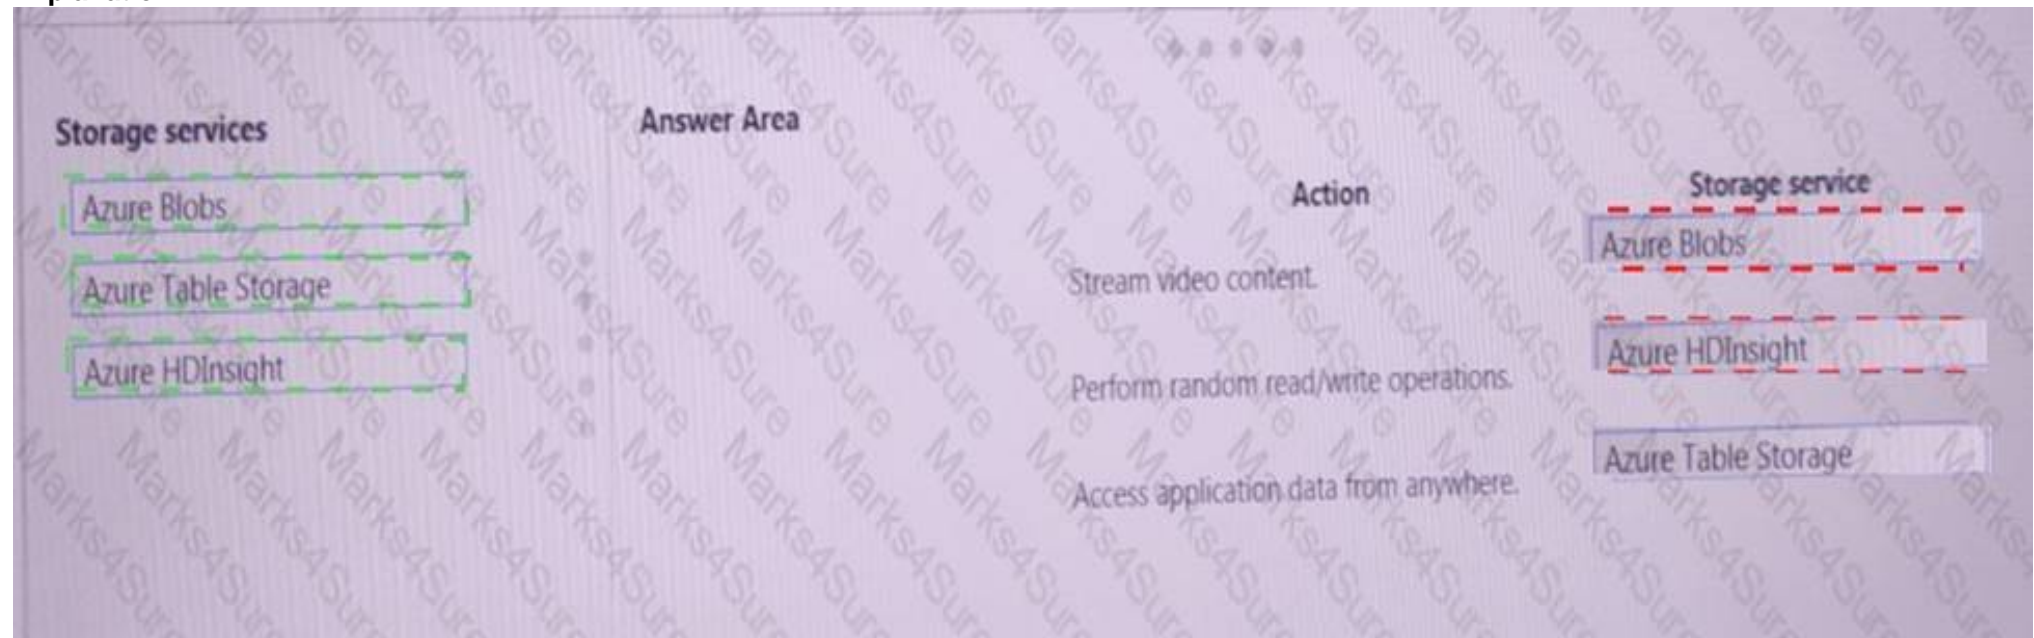 Storage services
Azure Blobs
Azure Table Storage
Azure HDInsight
Answer Area
Action
Storage service
Stream video content.
Azure Blobs
Perform random read/write operations.
Azure HDInsight
Access application data from anywhere.
Azure Table Storage
Marks4Sure